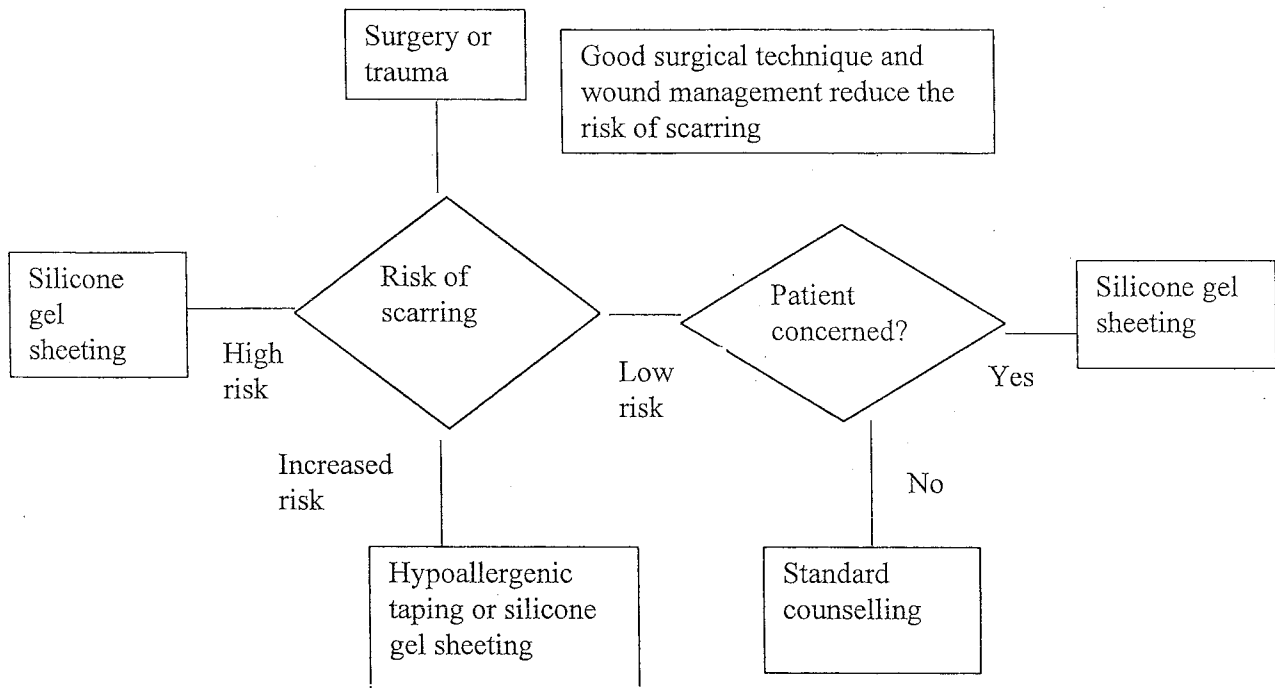 Surgery or
trauma
Good surgical technique and
wound management reduce the
risk of scarring
Silicone
gel
sheeting
High
risk
Risk of
scarring
Low
risk
Patient
concerned?
Yes
Silicone gel
sheeting
Increased
risk
No
Hypoallergenic
taping or silicone
gel sheeting
Standard
counselling